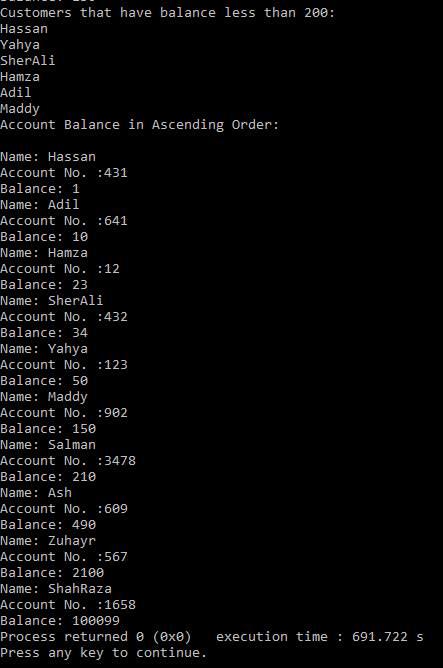 Customers that have balance less than 200:
Hassan
Yahya
SherAli
Hamza
Adil
Maddy
Account Balance in Ascending Order:
Name: Hassan
Account No. :431
Balance: 1
Name: Adil
Account No. :641
Balance: 10
Name: Hamza
Account No. :12
Balance: 23
Name: SherAli
Account No. :432
Balance: 34
Name: Yahya
Account No. :123
Balance: 50
Name: Maddy
Account No. :902
Balance: 150
Name: Salman
Account No. :3478
Balance: 210
Name: Ash
Account No. :609
Balance: 490
Name: Zuhayr
Account No. :567
Balance: 2100
Name: ShahRaza
Account No. :1658
Balance: 100099
Process returned 0 (0x0)   execution time : 691.722 s
Press any key to continue.